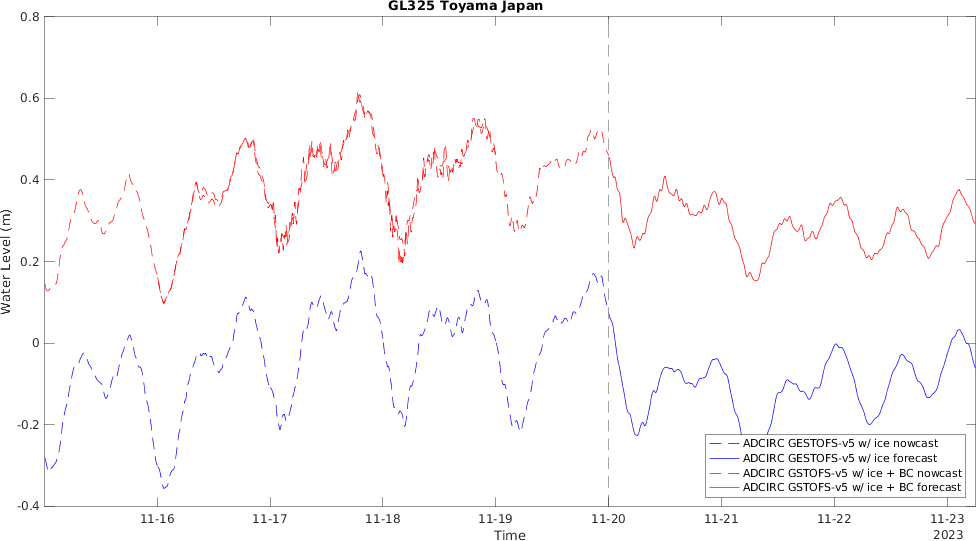 GL325 Toyama Japan
Water Level (m)
0.8
0.6
0.4
0.2
0
-0.2
-0.4
ADCIRC GESTOFS-v5 w/ ice nowcast
ADCIRC GESTOFS-v5 w/ ice forecast
ADCIRC GSTOFS-v5 w/ ice + BC nowcast
ADCIRC GSTOFS-v5 w/ ice + BC forecast
11-16 11-17 11-18 11-19 11-20 11-21 11-22 11-23
Time
2023